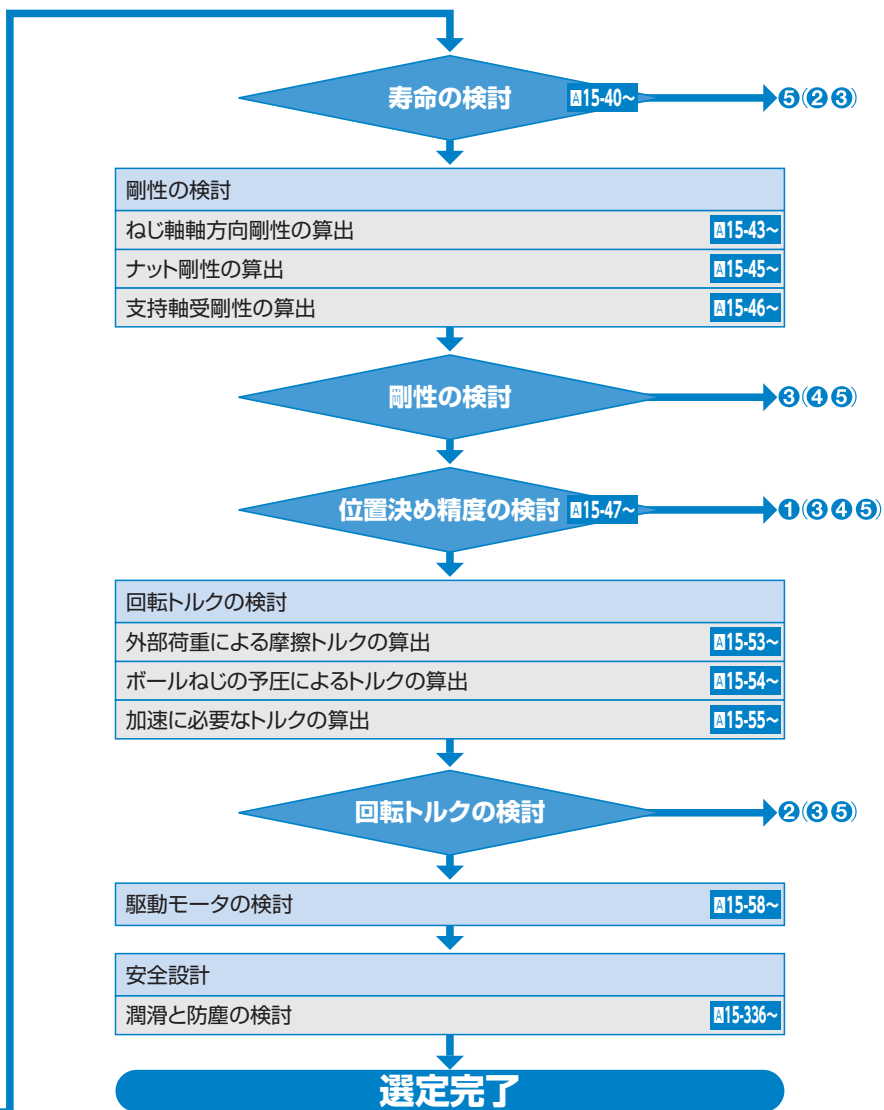 寿命の検討 A15-40~ ❺(❷❸)
剛性の検討
ねじ軸軸方向剛性の算出 A15-43~
ナット剛性の算出 A15-45~
支持軸受剛性の算出 A15-46~
剛性の検討 ❸(❹❺)
位置決め精度の検討 A15-47~ ❶(❸❹❺)
回転トルクの検討
外部荷重による摩擦トルクの算出 A15-53~
ボールねじの予圧によるトルクの算出 A15-54~
加速に必要なトルクの算出 A15-55~
回転トルクの検討 ❷(❸❺)
駆動モータの検討 A15-58~
安全設計
潤滑と防塵の検討 A15-336~
選定完了